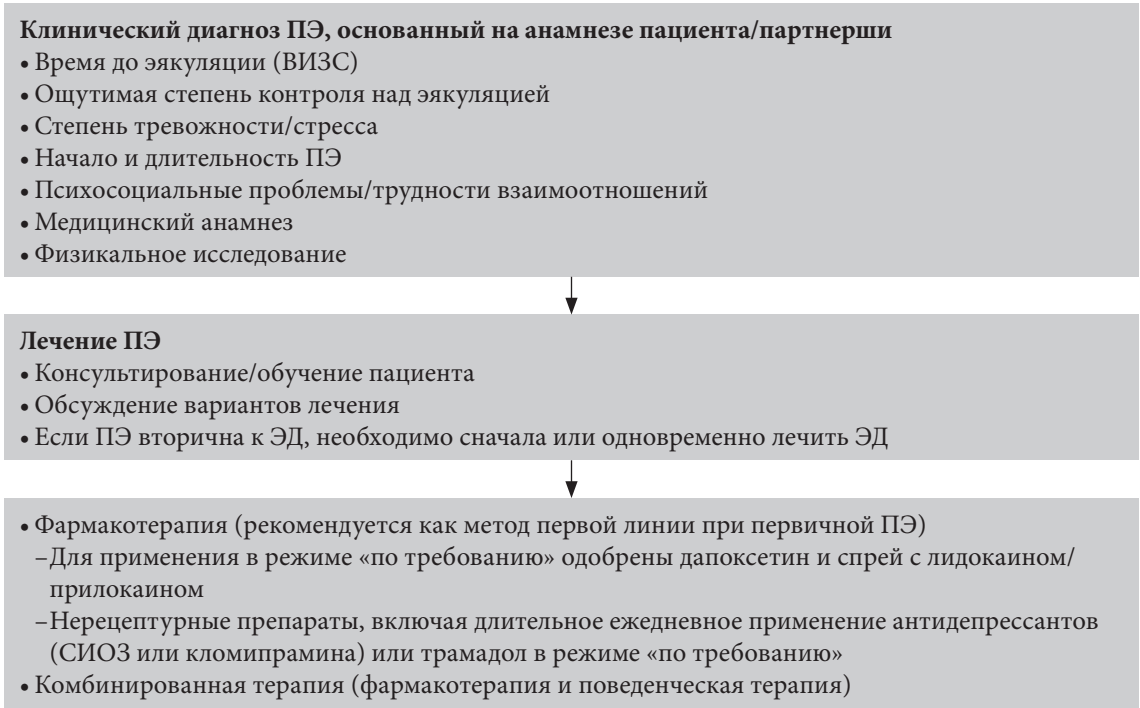 Клинический диагноз ПЭ, основанный на анамнезе пациента/партнерши
• Время до эякуляции (ВИЗС)
• Ощутимая степень контроля над эякуляцией
• Степень тревожности/стресса
• Начало и длительность ПЭ
• Психосоциальные проблемы/трудности взаимоотношений
• Медицинский анамнез
• Физикальное исследование
Лечение ПЭ
• Консультирование/обучение пациента
• Обсуждение вариантов лечения
• Если ПЭ вторична к ЭД, необходимо сначала или одновременно лечить ЭД
• Фармакотерапия (рекомендуется как метод первой линии при первичной ПЭ)
–Для применения в режиме «по требованию» одобрены дапоксетин и спрей с лидокаином/
прилокаином
–Нерецептурные препараты, включая длительное ежедневное применение антидепрессантов
(СИОЗ или кломипрамина) или трамадол в режиме «по требованию»
• Комбинированная терапия (фармакотерапия и поведенческая терапия)